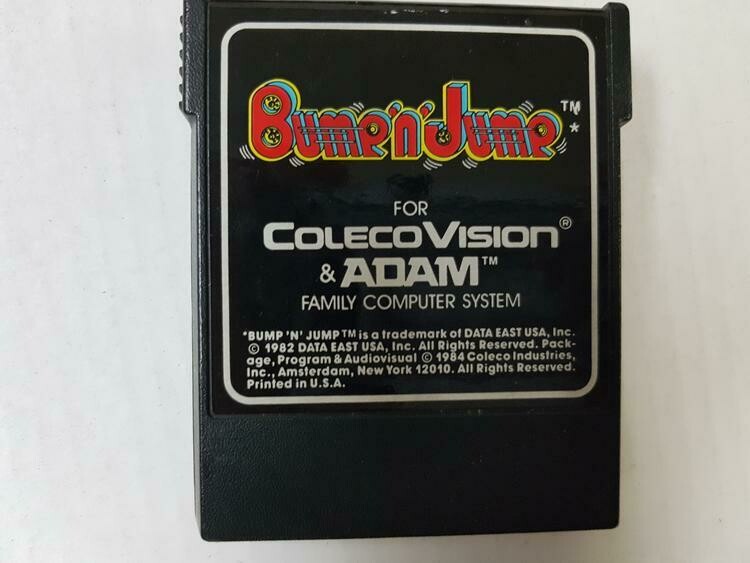 Bump 'n' Jump TM *
FOR
COLECOVISION®
& ADAM™
FAMILY COMPUTER SYSTEM
*BUMP 'N' JUMP™ is a trademark of DATA EAST USA, Inc.
© 1982 DATA EAST USA, Inc. All Rights Reserved. Pack-
age, Program & Audiovisual © 1984 Coleco Industries,
Inc., Amsterdam, New York 12010. All Rights Reserved.
Printed in U.S.A.